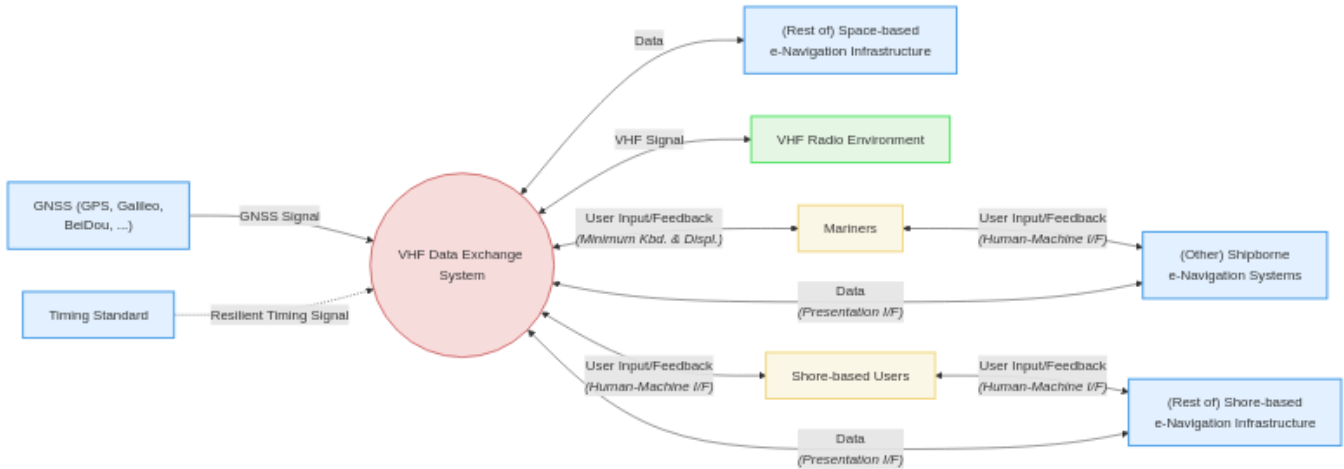 (Rest of) Space-based
e-Navigation Infrastructure
Data
VHF Signal
VHF Radio Environment
GNSS (GPS, Galileo,
BeiDou, ...)
GNSS Signal
Timing Standard
Resilient Timing Signal
VHF Data Exchange
System
User Input/Feedback
(Minimum Kbd. & Displ.)
Mariners
User Input/Feedback
(Human-Machine I/F)
(Other) Shipborne
e-Navigation Systems
Data
(Presentation I/F)
User Input/Feedback
(Human-Machine I/F)
Shore-based Users
User Input/Feedback
(Human-Machine I/F)
(Rest of) Shore-based
e-Navigation Infrastructure
Data
(Presentation I/F)